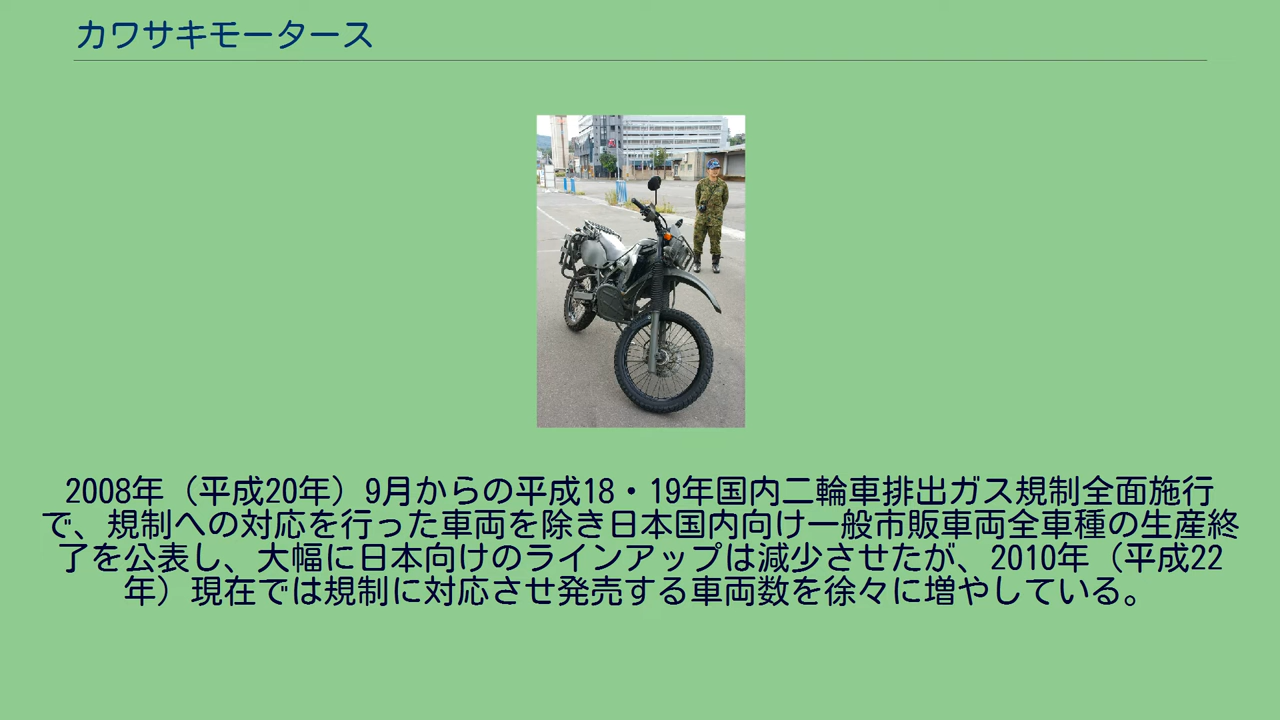 カワサキモータース
2008年（平成20年）9月からの平成18・19年国内二輪車排出ガス規制全面施行
で、規制への対応を行った車両を除き日本国内向け一般市販車両全車種の生産終
了を公表し、大幅に日本向けのラインアップは減少させたが、2010年（平成22
年）現在では規制に対応させ発売する車両数を徐々に増やしている。